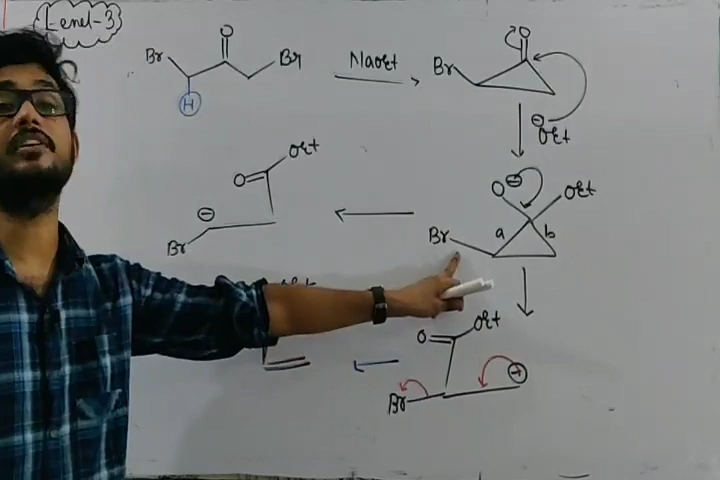 Level-3
Br O Br NaOEt Br O
H
⊖OEt
OEt
O
⊖
Br
O⊖ OEt
Br a b
O OEt
⊕
Br